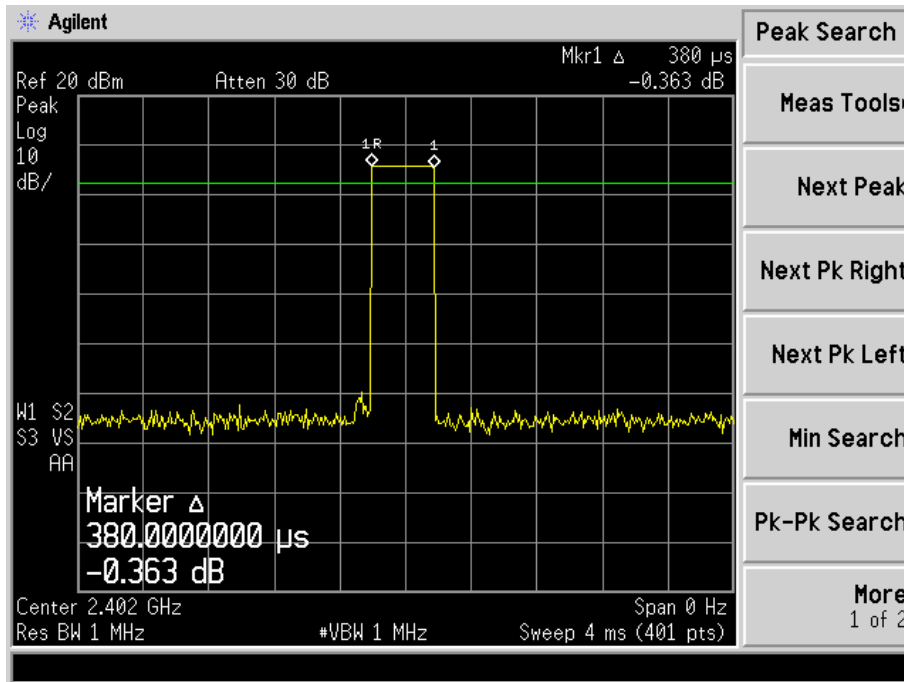 Agilent
Peak Search
Mkr1 Δ 380 µs
Ref 20 dBm Atten 30 dB -0.363 dB
Peak
Log
10
dB/
1R 1
Meas Tools
Next Peak
Next Pk Right
Next Pk Left
W1 S2
S3 VS
AA
Min Search
Marker Δ
380.0000000 µs
-0.363 dB
Pk-Pk Search
Center 2.402 GHz Span 0 Hz
Res BW 1 MHz #VBW 1 MHz Sweep 4 ms (401 pts)
More
1 of 2